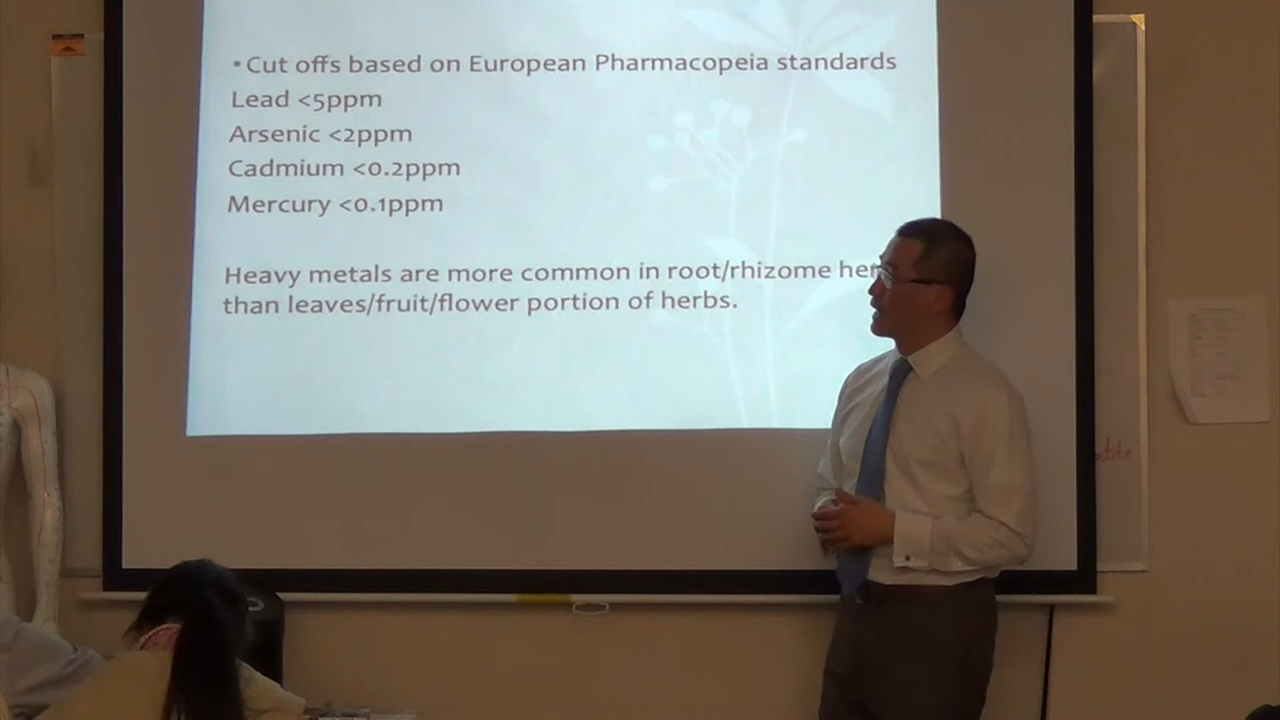 • Cut offs based on European Pharmacopeia standards
Lead <5ppm
Arsenic <2ppm
Cadmium <0.2ppm
Mercury <0.1ppm
Heavy metals are more common in root/rhizome
than leaves/fruit/flower portion of herbs.